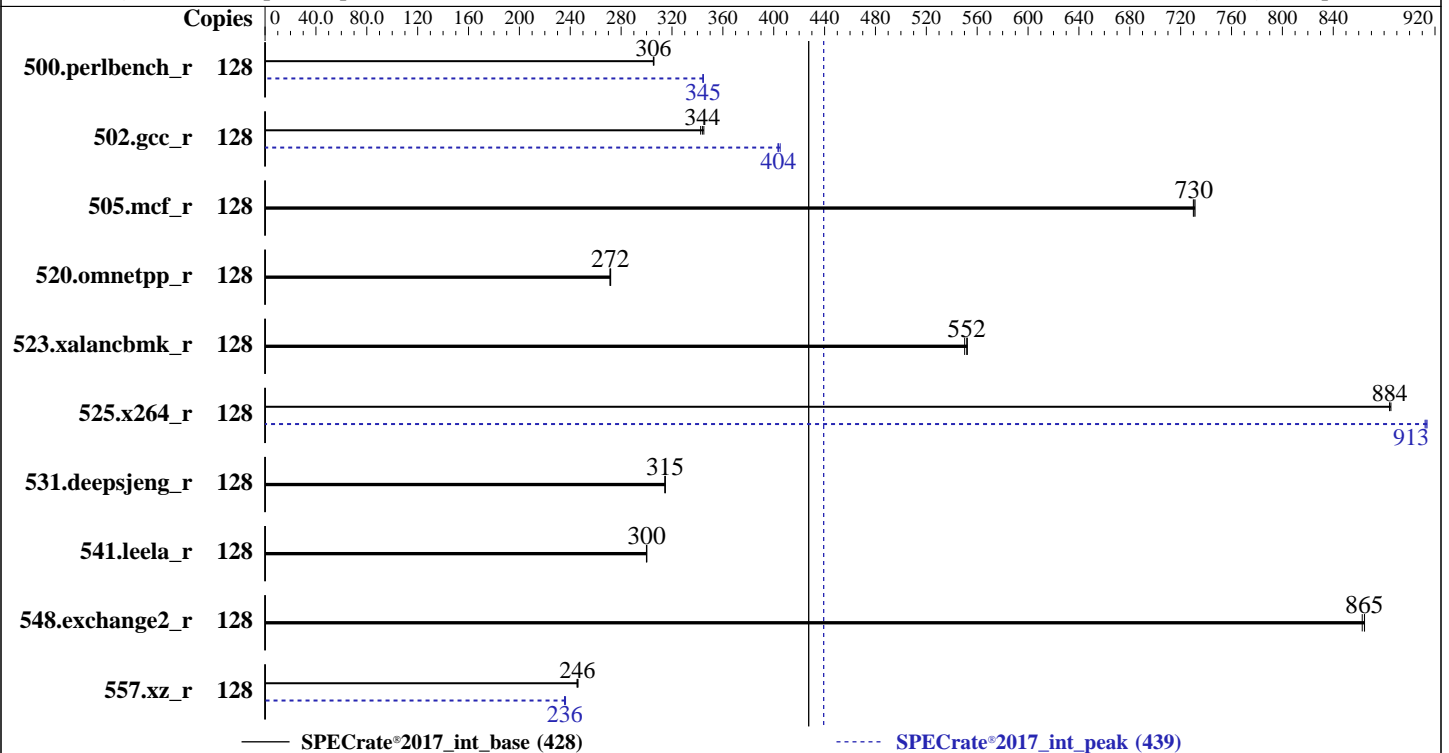 Copies 0 40.0 80.0 120 160 200 240 280 320 360 400 440 480 520 560 600 640 680 720 760 800 840 920
306
500.perlbench_r 128
345
344
502.gcc_r 128
404
730
505.mcf_r 128
272
520.omnetpp_r 128
552
523.xalancbmk_r 128
884
525.x264_r 128
913
315
531.deepsjeng_r 128
300
541.leela_r 128
865
548.exchange2_r 128
246
557.xz_r 128
236
SPECrate®2017_int_base (428) SPECrate®2017_int_peak (439)